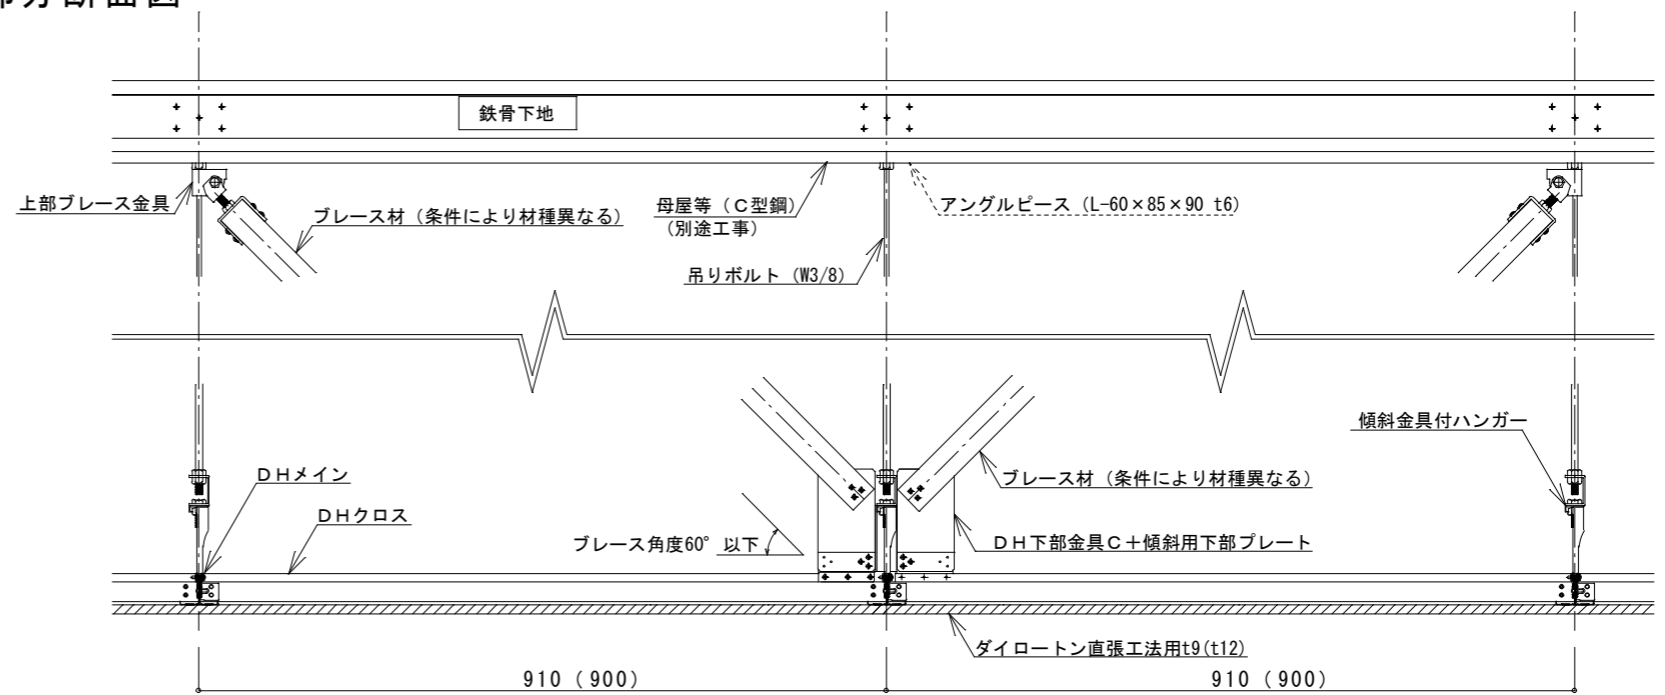 鉄骨下地
上部ブレース金具
ブレース材（条件により材種異なる）
母屋等（Ｃ型鋼）
（別途工事）
アングルピース（L-60×85×90 t6）
吊りボルト（W3/8）
傾斜金具付ハンガー
ＤＨメイン
ＤＨクロス
ブレース材（条件により材種異なる）
ブレース角度60°以下
ＤＨ下部金具Ｃ＋傾斜用下部プレート
ダイロートン直張工法用t9(t12)
910（900）
910（900）